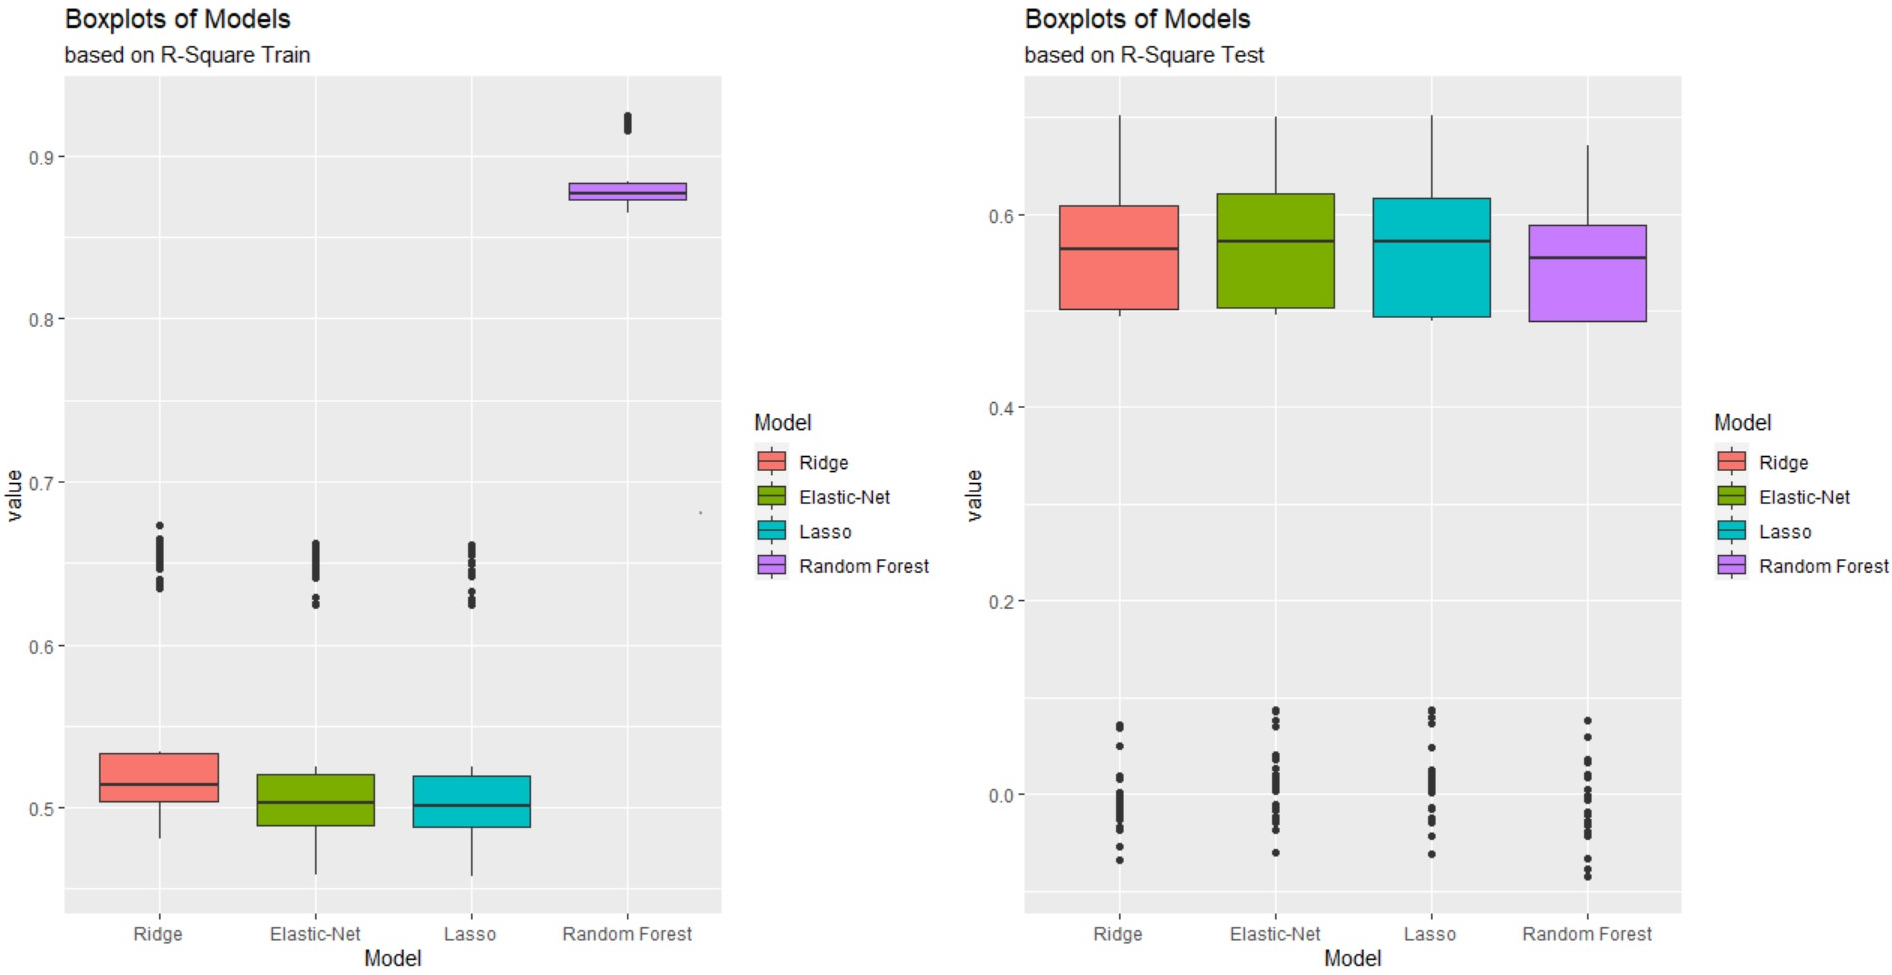 Boxplots of Models
based on R-Square Train
value
0.9
0.8
0.7
0.6
0.5
Ridge
Elastic-Net
Lasso
Random Forest
Model
Model
Ridge
Elastic-Net
Lasso
Random Forest
Boxplots of Models
based on R-Square Test
value
0.6
0.4
0.2
0.0
Ridge
Elastic-Net
Lasso
Random Forest
Model
Model
Ridge
Elastic-Net
Lasso
Random Forest